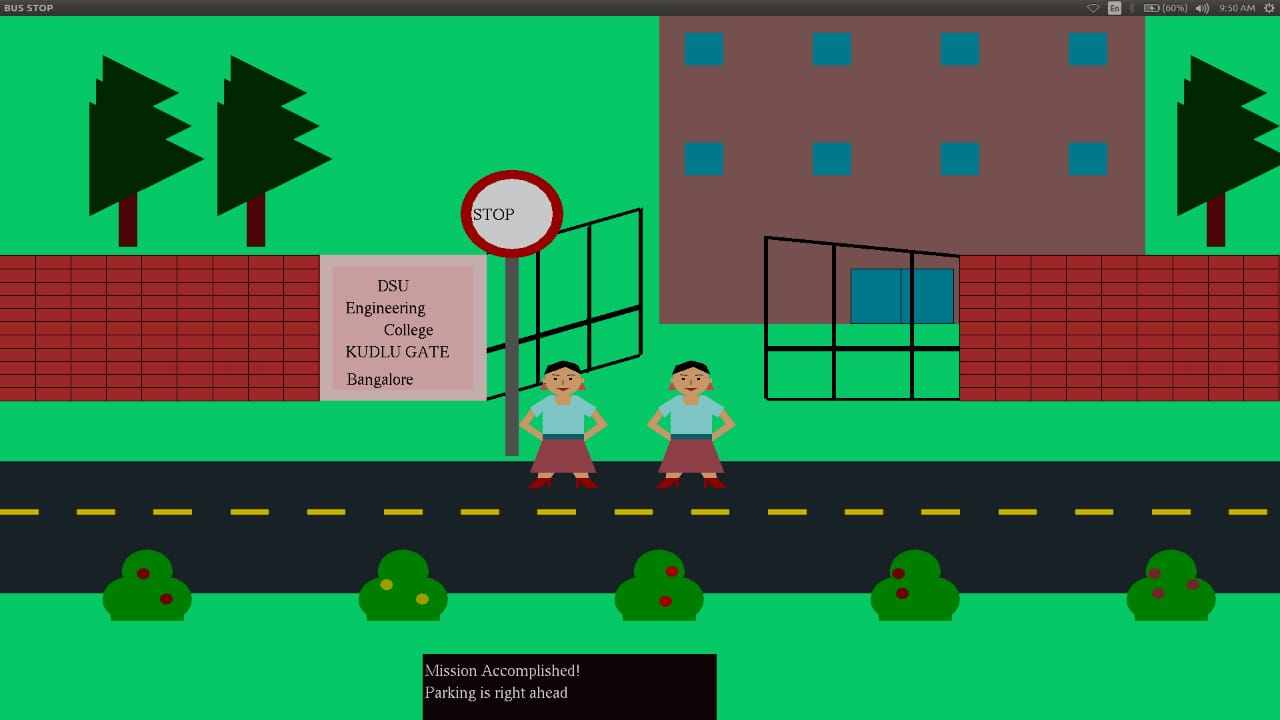 BUS STOP
En (60%) 9:50 AM
STOP
DSU
Engineering
College
KUDLU GATE
Bangalore
Mission Accomplished!
Parking is right ahead